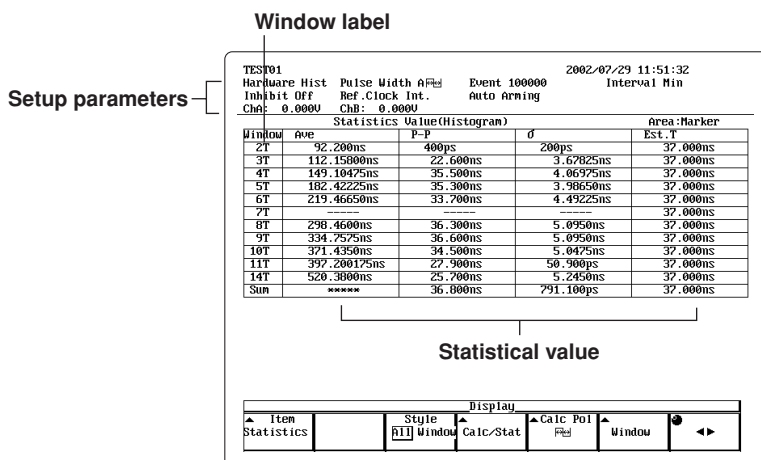 Window label
Setup parameters
TEST01 2002/07/29 11:51:32
Hardware Hist Pulse Width A Event 100000 Interval Min
Inhibit Off Ref.Clock Int. Auto Arming
ChA: 0.000V ChB: 0.000V
Statistics Value(Histogram) Area:Marker
Window Ave P-P σ Est.T
2T 92.200ns 400ps 200ps 37.000ns
3T 112.15800ns 22.600ns 3.67825ns 37.000ns
4T 149.10475ns 35.500ns 4.06975ns 37.000ns
5T 182.42225ns 35.300ns 3.98650ns 37.000ns
6T 219.46650ns 33.700ns 4.49225ns 37.000ns
7T ----- ----- ----- 37.000ns
8T 298.4600ns 36.300ns 5.0950ns 37.000ns
9T 334.7575ns 36.600ns 5.0950ns 37.000ns
10T 371.4350ns 34.500ns 5.0475ns 37.000ns
11T 397.200175ns 27.900ns 50.900ps 37.000ns
14T 520.3800ns 25.700ns 5.2450ns 37.000ns
Sum ***** 36.800ns 791.100ps 37.000ns
Statistical value
Display
Item Statistics
Style All Window
Calc/Stat
Calc Pol
Window